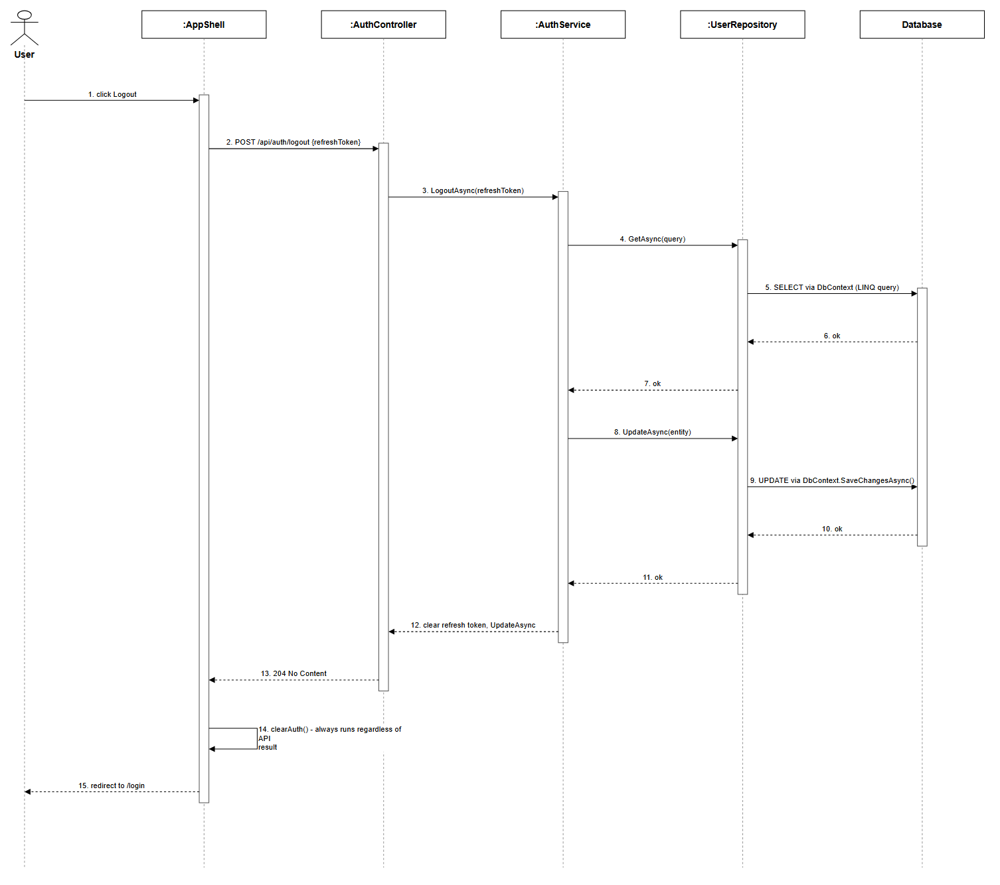 :AppShell
:AuthController
:AuthService
:UserRepository
Database
User
1. click Logout
2. POST /api/auth/logout {refreshToken}
3. LogoutAsync(refreshToken)
4. GetAsync(query)
5. SELECT via DbContext (LINQ query)
6. ok
7. ok
8. UpdateAsync(entity)
9. UPDATE via DbContext.SaveChangesAsync()
10. ok
11. ok
12. clear refresh token, UpdateAsync
13. 204 No Content
14. clearAuth() - always runs regardless of
API
result
15. redirect to /login